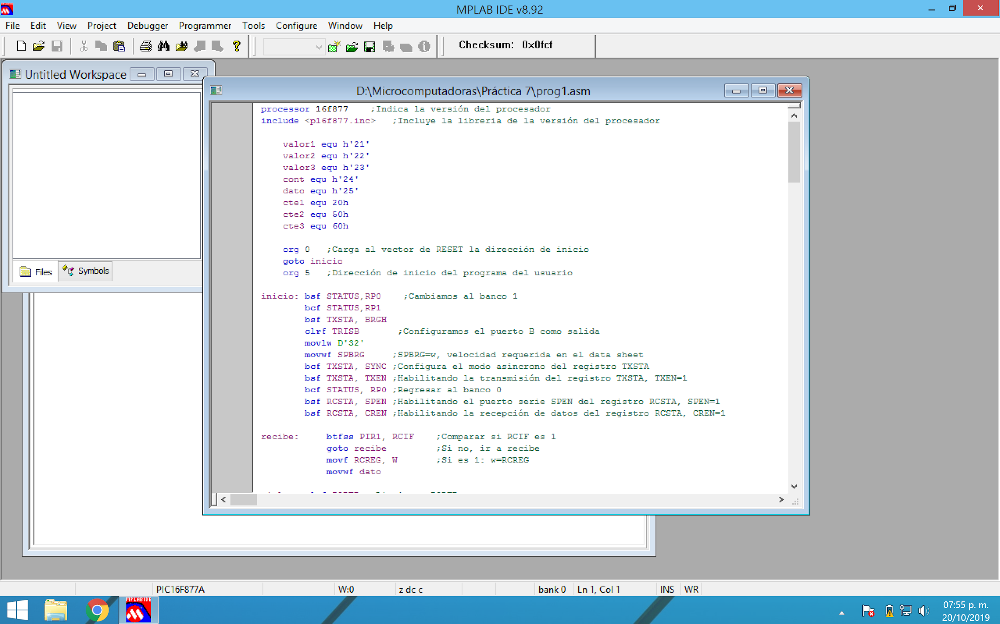 MPLAB IDE v8.92
File Edit View Project Debugger Programmer Tools Configure Window Help
Checksum: 0x0fcf
Untitled Workspace
Files Symbols
D:\Microcomputadoras\Práctica 7\prog1.asm
processor 16f877 ;Indica la versión del procesador
include <p16f877.inc> ;Incluye la libreria de la versión del procesador
valor1 equ h'21'
valor2 equ h'22'
valor3 equ h'23'
cont equ h'24'
dato equ h'25'
cte1 equ 20h
cte2 equ 50h
cte3 equ 60h
org 0 ;Carga al vector de RESET la dirección de inicio
goto inicio
org 5 ;Dirección de inicio del programa del usuario
inicio: bsf STATUS,RP0 ;Cambiamos al banco 1
bcf STATUS,RP1
bsf TXSTA, BRGH
clrf TRISB ;Configuramos el puerto B como salida
movlw D'32'
movwf SPBRG ;SPBRG=w, velocidad requerida en el data sheet
bcf TXSTA, SYNC ;Configura el modo asíncrono del registro TXSTA
bsf TXSTA, TXEN ;Habilitando la transmisión del registro TXSTA, TXEN=1
bcf STATUS, RP0 ;Regresar al banco 0
bsf RCSTA, SPEN ;Habilitando el puerto serie SPEN del registro RCSTA, SPEN=1
bsf RCSTA, CREN ;Habilitando la recepción de datos del registro RCSTA, CREN=1
recibe: btfss PIR1, RCIF ;Comparar si RCIF es 1
goto recibe ;Si no, ir a recibe
movf RCREG, W ;Si es 1: w=RCREG
movwf dato
PIC16F877A W:0 z dc c bank 0 Ln 1, Col 1 INS WR
MPLAB IDE
07:55 p. m.
20/10/2019